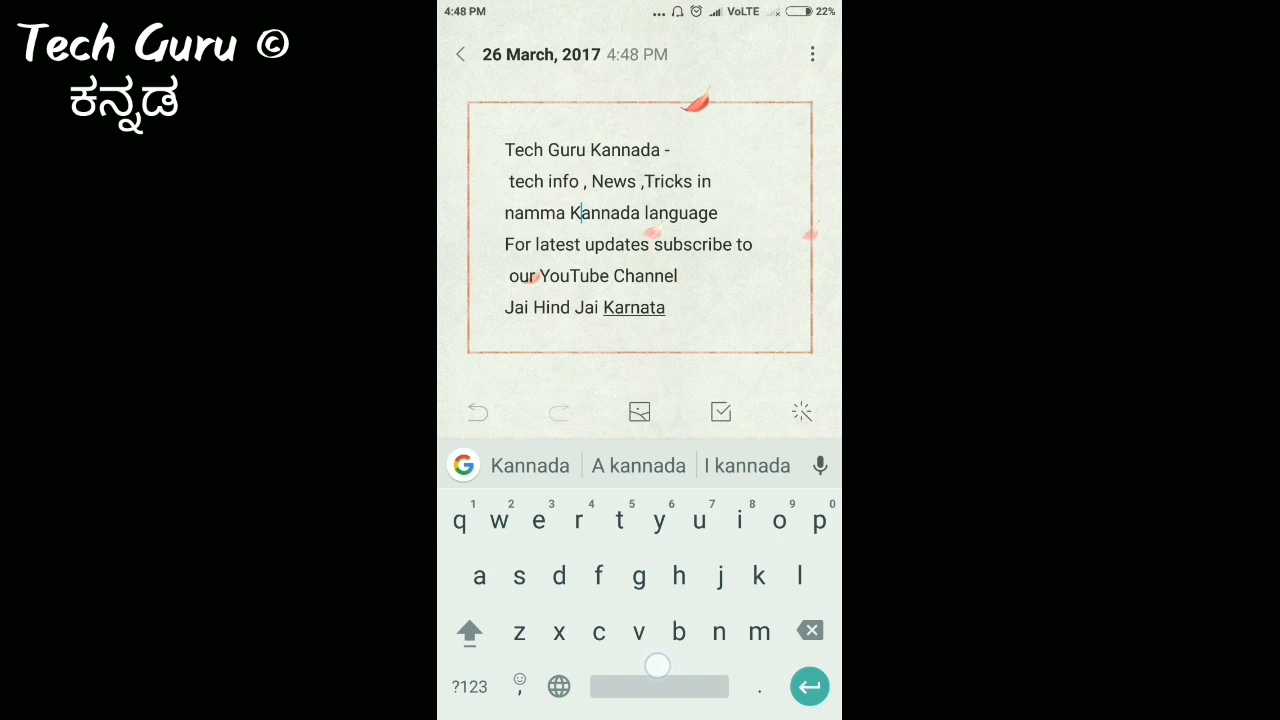 Tech Guru ©
ಕನ್ನಡ
4:48 PM
... VoLTE 22%
26 March, 2017 4:48 PM
Tech Guru Kannada -
tech info , News ,Tricks in
namma Kannada language
For latest updates subscribe to
our YouTube Channel
Jai Hind Jai Karnata
G Kannada A kannada I kannada
1 2 3 4 5 6 7 8 9 0
q w e r t y u i o p
a s d f g h j k l
z x c v b n m
?123 , .